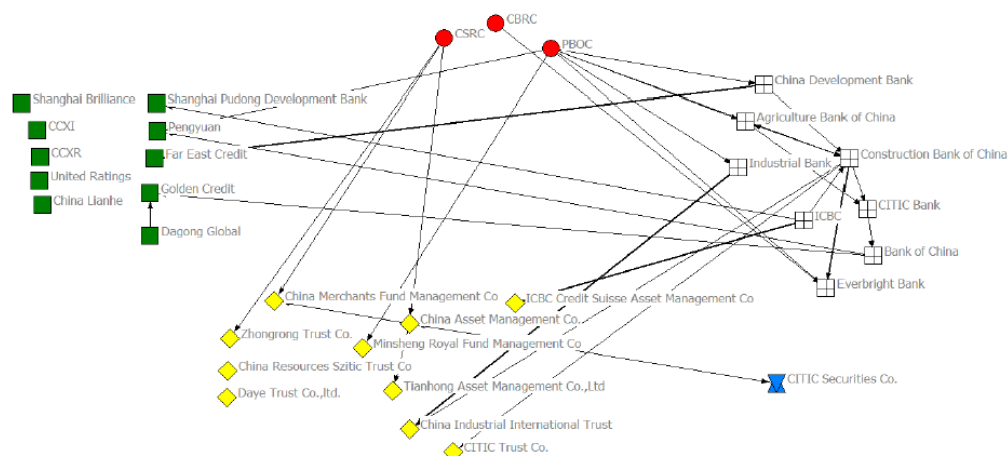 CBRC
CSRC
PBOC
China Development Bank
Shanghai Brilliance
Shanghai Pudong Development Bank
Agriculture Bank of China
CCXI
Pengyuan
CCXR
Far East Credit
Industrial Bank
Construction Bank of China
United Ratings
Golden Credit
China Lianhe
CITIC Bank
ICBC
Dagong Global
Bank of China
Everbright Bank
China Merchants Fund Management Co
ICBC Credit Suisse Asset Management Co
China Asset Management Co.
Zhongrong Trust Co.
Minsheng Royal Fund Management Co
China Resources Szitic Trust Co
CITIC Securities Co.
Daye Trust Co.,ltd.
Tianhong Asset Management Co.,Ltd
China Industrial International Trust
CITIC Trust Co.